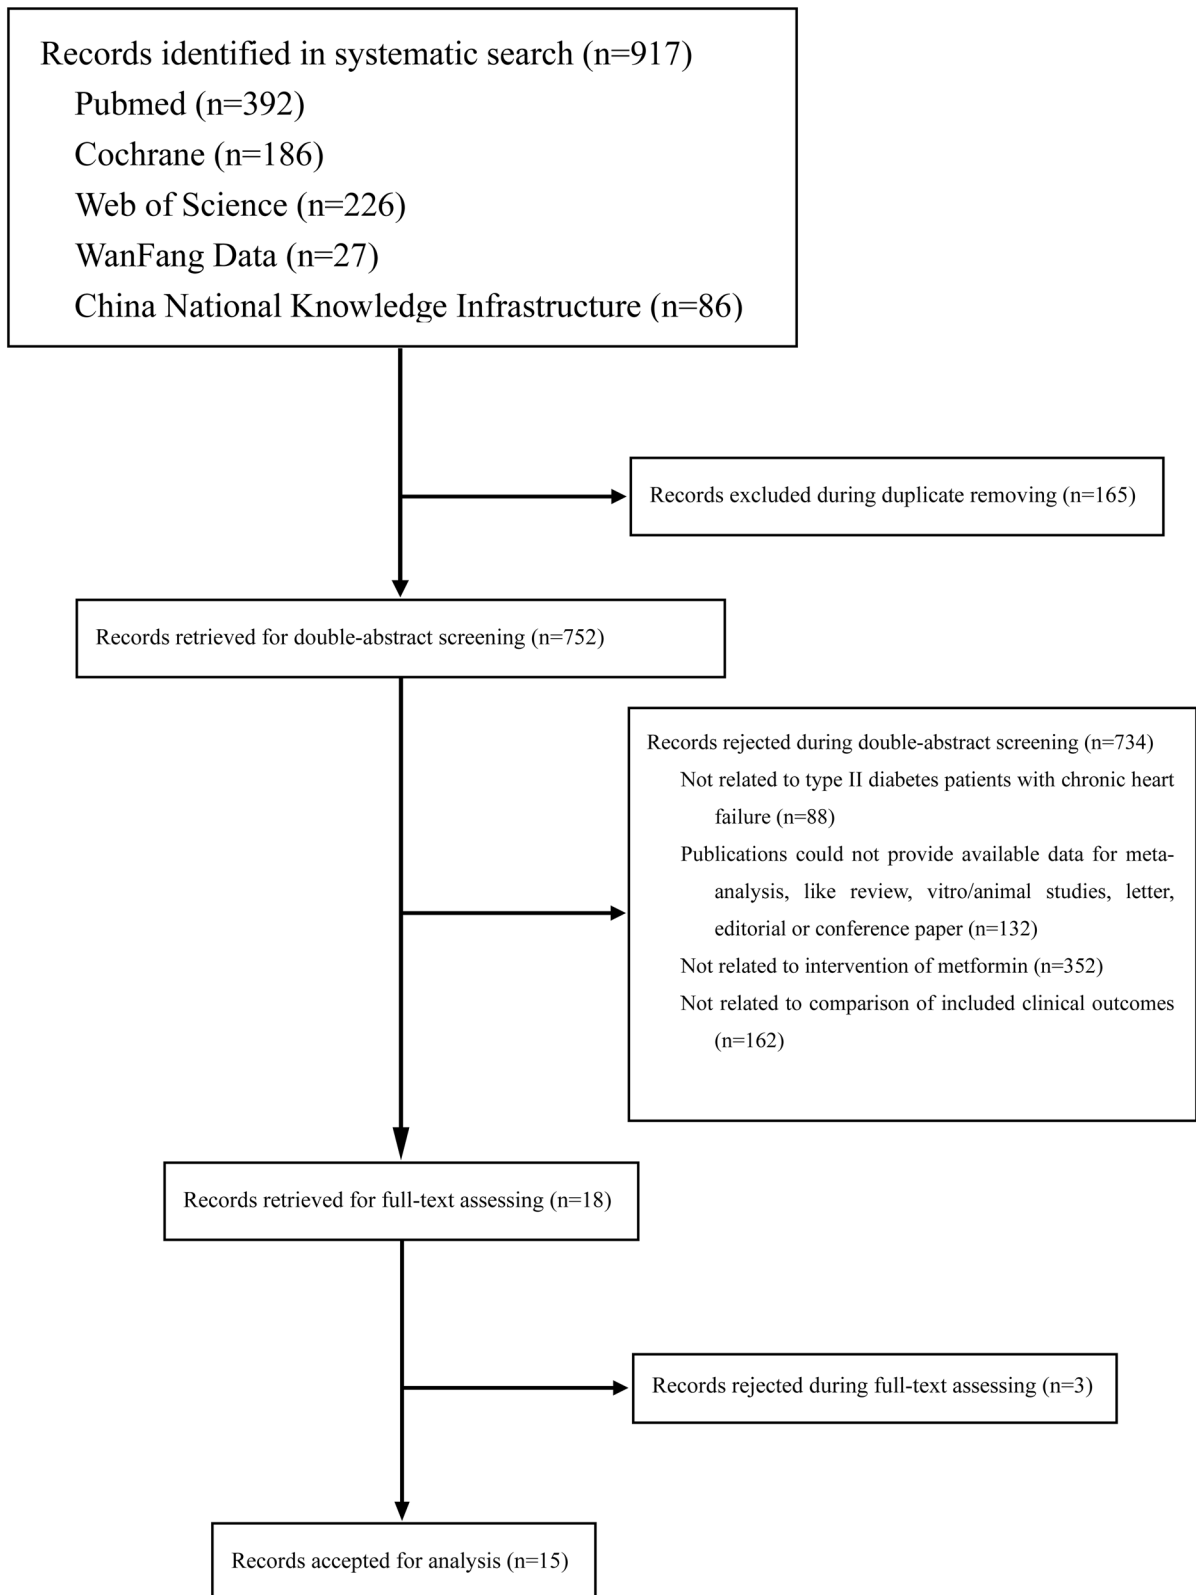 Records identified in systematic search (n=917)
Pubmed (n=392)
Cochrane (n=186)
Web of Science (n=226)
WanFang Data (n=27)
China National Knowledge Infrastructure (n=86)
Records excluded during duplicate removing (n=165)
Records retrieved for double-abstract screening (n=752)
Records rejected during double-abstract screening (n=734)
Not related to type II diabetes patients with chronic heart
failure (n=88)
Publications could not provide available data for meta-
analysis, like review, vitro/animal studies, letter,
editorial or conference paper (n=132)
Not related to intervention of metformin (n=352)
Not related to comparison of included clinical outcomes
(n=162)
Records retrieved for full-text assessing (n=18)
Records rejected during full-text assessing (n=3)
Records accepted for analysis (n=15)